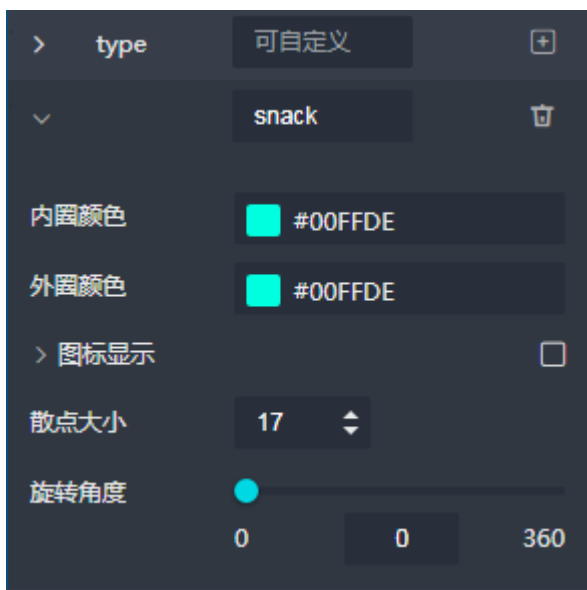 type 可自定义
snack
内圈颜色 #00FFDE
外圈颜色 #00FFDE
图标显示
散点大小 17
旋转角度
0 0 360